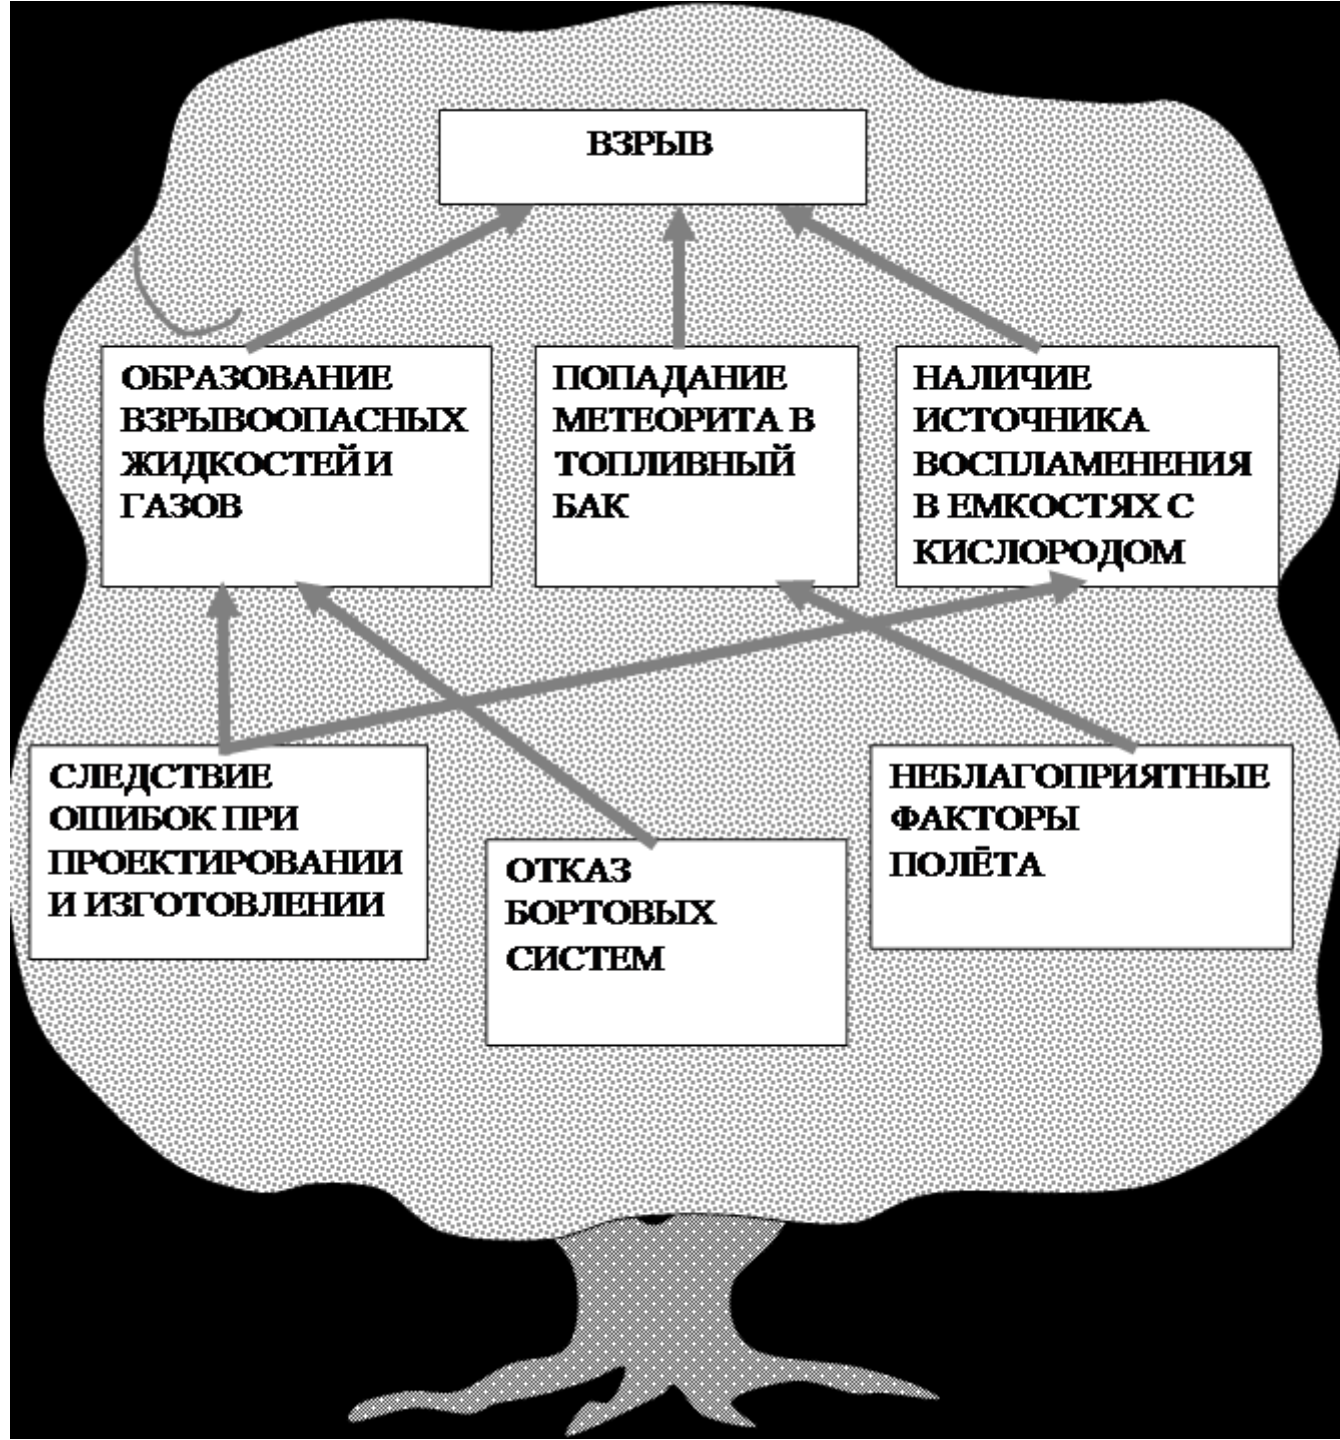 ВЗРЫВ
ОБРАЗОВАНИЕ
ВЗРЫВООПАСНЫХ
ЖИДКОСТЕЙ И
ГАЗОВ
ПОПАДАНИЕ
МЕТЕОРИТА В
ТОПЛИВНЫЙ
БАК
НАЛИЧИЕ
ИСТОЧНИКА
ВОСПЛАМЕНЕНИЯ
В ЕМКОСТЯХ С
КИСЛОРОДОМ
СЛЕДСТВИЕ
ОШИБОК ПРИ
ПРОЕКТИРОВАНИИ
И ИЗГОТОВЛЕНИИ
ОТКАЗ
БОРТОВЫХ
СИСТЕМ
НЕБЛАГОПРИЯТНЫЕ
ФАКТОРЫ
ПОЛЁТА